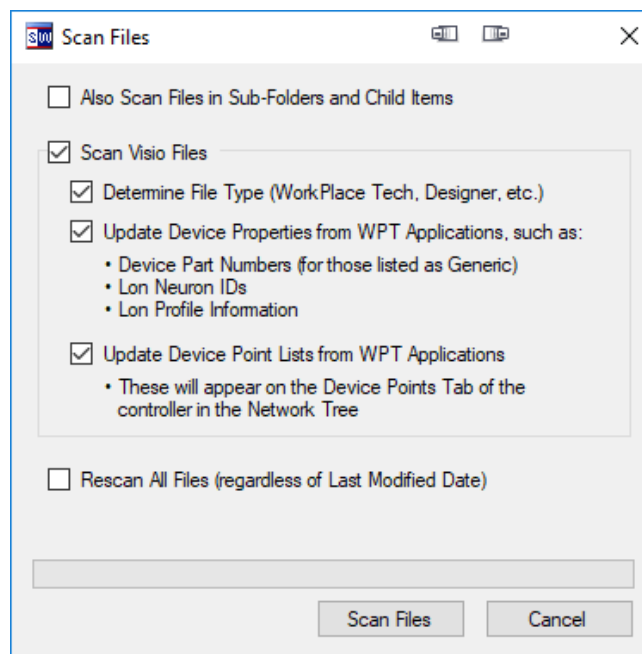 SW Scan Files
Also Scan Files in Sub-Folders and Child Items
Scan Visio Files
Determine File Type (WorkPlace Tech, Designer, etc.)
Update Device Properties from WPT Applications, such as:
• Device Part Numbers (for those listed as Generic)
• Lon Neuron IDs
• Lon Profile Information
Update Device Point Lists from WPT Applications
• These will appear on the Device Points Tab of the
controller in the Network Tree
Rescan All Files (regardless of Last Modified Date)
Scan Files Cancel